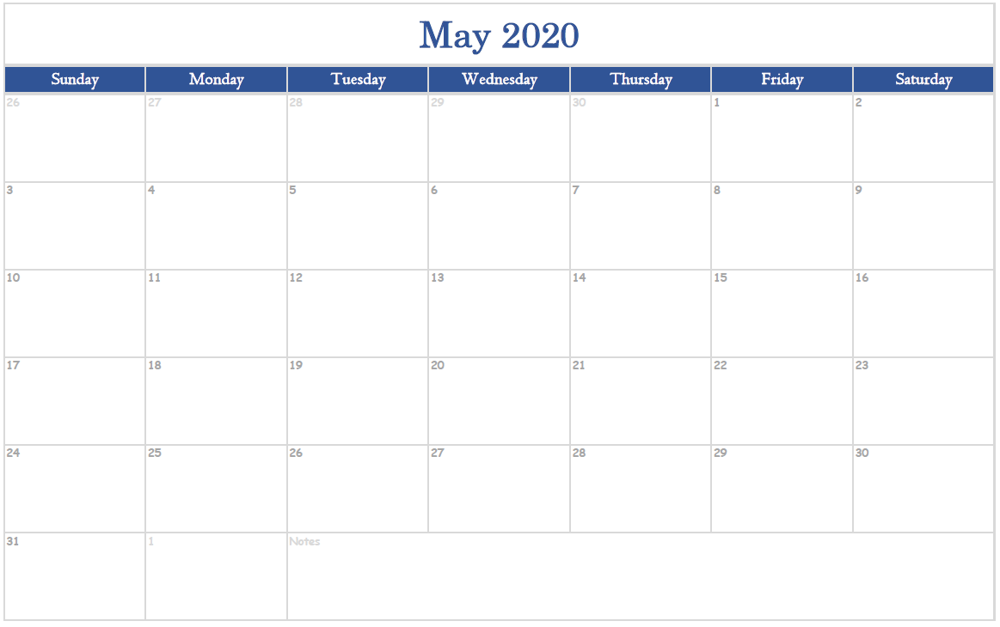 May 2020
Sunday Monday Tuesday Wednesday Thursday Friday Saturday
26 27 28 29 30 1 2
3 4 5 6 7 8 9
10 11 12 13 14 15 16
17 18 19 20 21 22 23
24 25 26 27 28 29 30
31 1 Notes